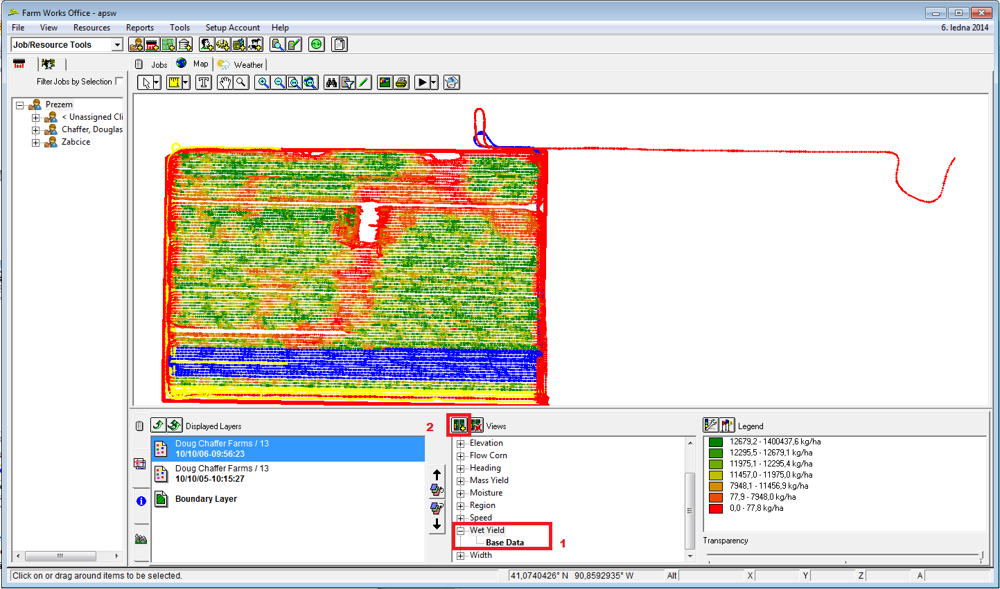 Farm Works Office - apsw
File View Resources Reports Tools Setup Account Help 6. ledna 2014
Job/Resource Tools
Jobs Map Weather
Filter Jobs by Selection
T
Prezem
< Unassigned Cli
Chaffer, Douglas
Zabcice
Displayed Layers
Doug Chaffer Farms / 13
10/10/06-09:56:23
Doug Chaffer Farms / 13
10/10/05-10:15:27
Boundary Layer
2
Views
Elevation
Flow Corn
Heading
Mass Yield
Moisture
Region
Speed
Wet Yield
Base Data
1
Width
Legend
12679,2 - 1400437,6 kg/ha
12295,5 - 12679,1 kg/ha
11975,1 - 12295,4 kg/ha
11457,0 - 11975,0 kg/ha
7948,1 - 11456,9 kg/ha
77,9 - 7948,0 kg/ha
0,0 - 77,8 kg/ha
Transparency
Click on or drag around items to be selected. 41,0740426° N 90,8592935° W Alt X Y Z A